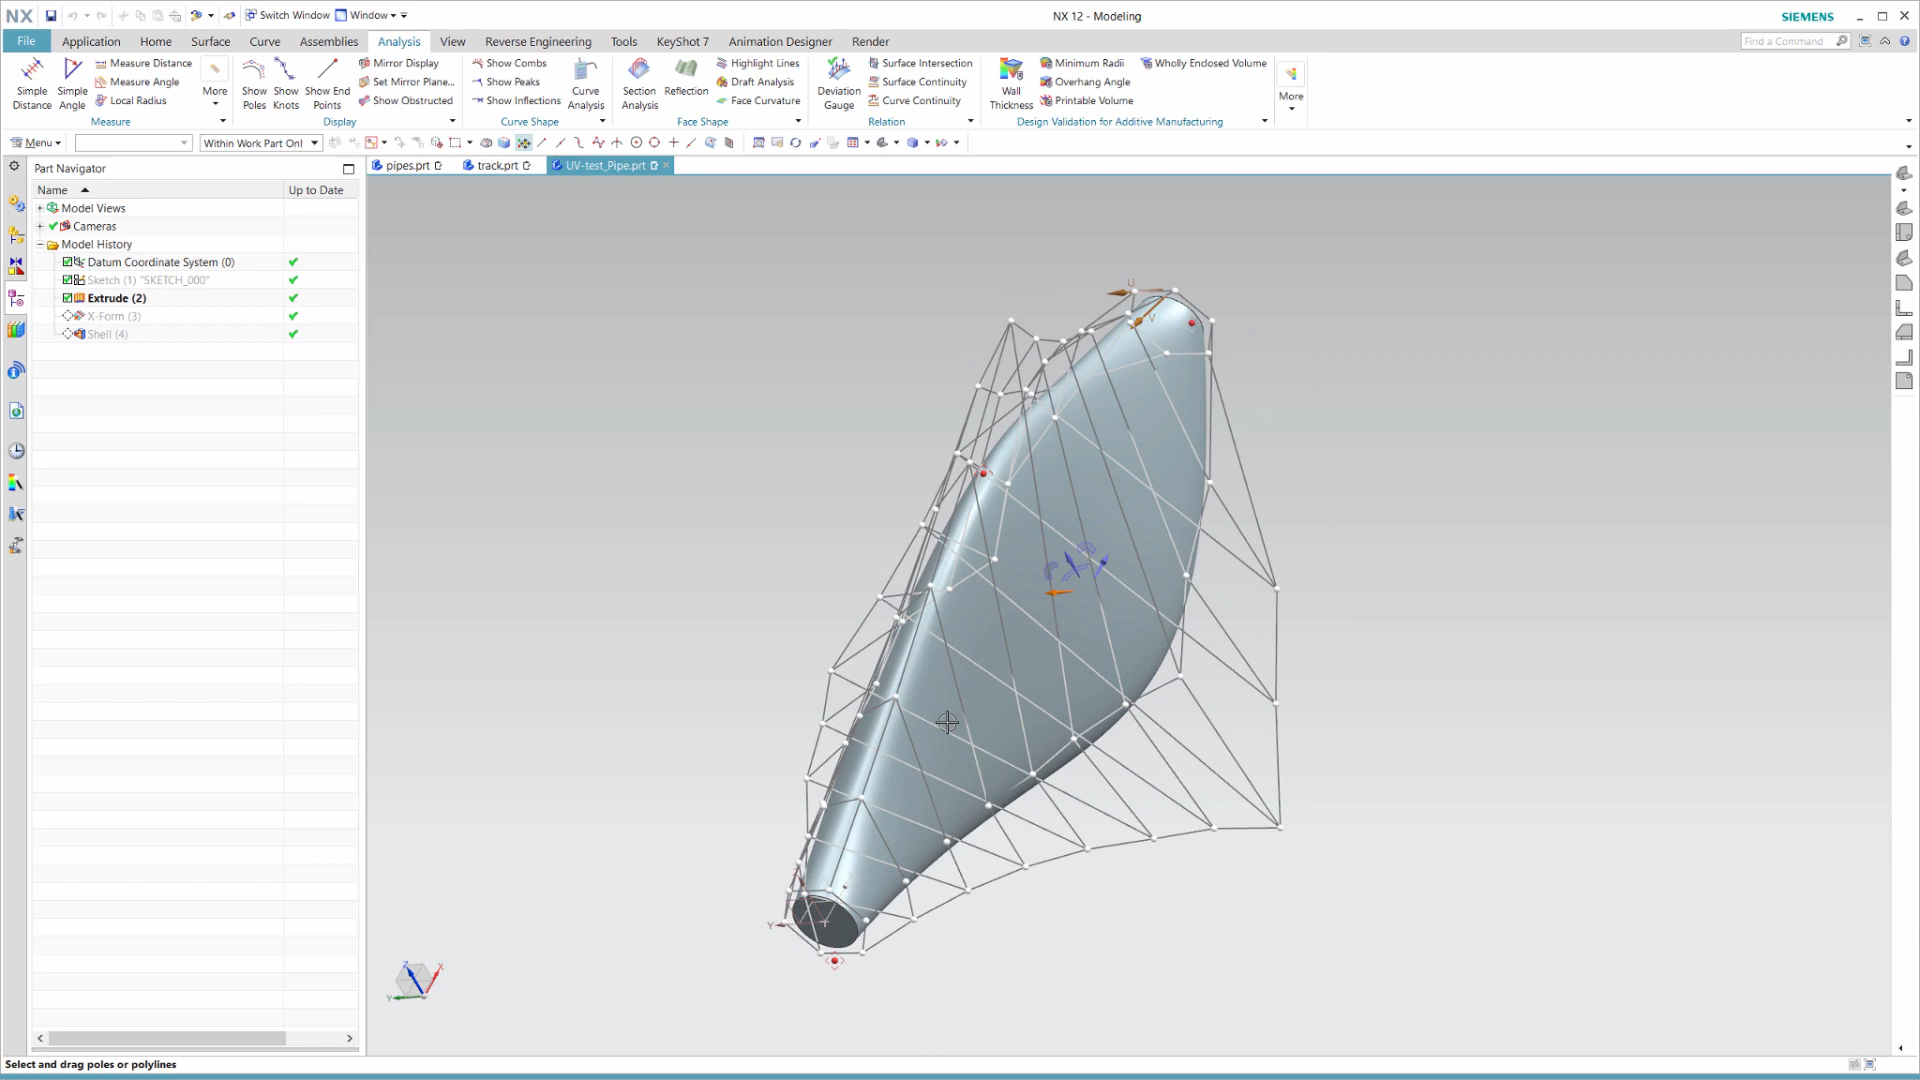 NX
Switch Window
Window
NX 12 - Modeling
SIEMENS
File
Application
Home
Surface
Curve
Assemblies
Analysis
View
Reverse Engineering
Tools
KeyShot 7
Animation Designer
Render
Find a Command
Simple Distance
Simple Angle
Measure Distance
Measure Angle
Local Radius
More
Measure
Show Poles
Show Knots
Show End Points
Mirror Display
Set Mirror Plane...
Show Obstructed
Display
Show Combs
Show Peaks
Show Inflections
Curve Analysis
Curve Shape
Section Analysis
Reflection
Highlight Lines
Draft Analysis
Face Curvature
Face Shape
Deviation Gauge
Surface Intersection
Surface Continuity
Curve Continuity
Relation
Wall Thickness
Minimum Radii
Overhang Angle
Printable Volume
Wholly Enclosed Volume
Design Validation for Additive Manufacturing
More
Menu
Within Work Part Onl
Part Navigator
pipes.prt
track.prt
UV-test_Pipe.prt
Name
Up to Date
Model Views
Cameras
Model History
Datum Coordinate System (0)
Sketch (1) "SKETCH_000"
Extrude (2)
X-Form (3)
Shell (4)
U
V
Y
Z
X
Y
Select and drag poles or polylines